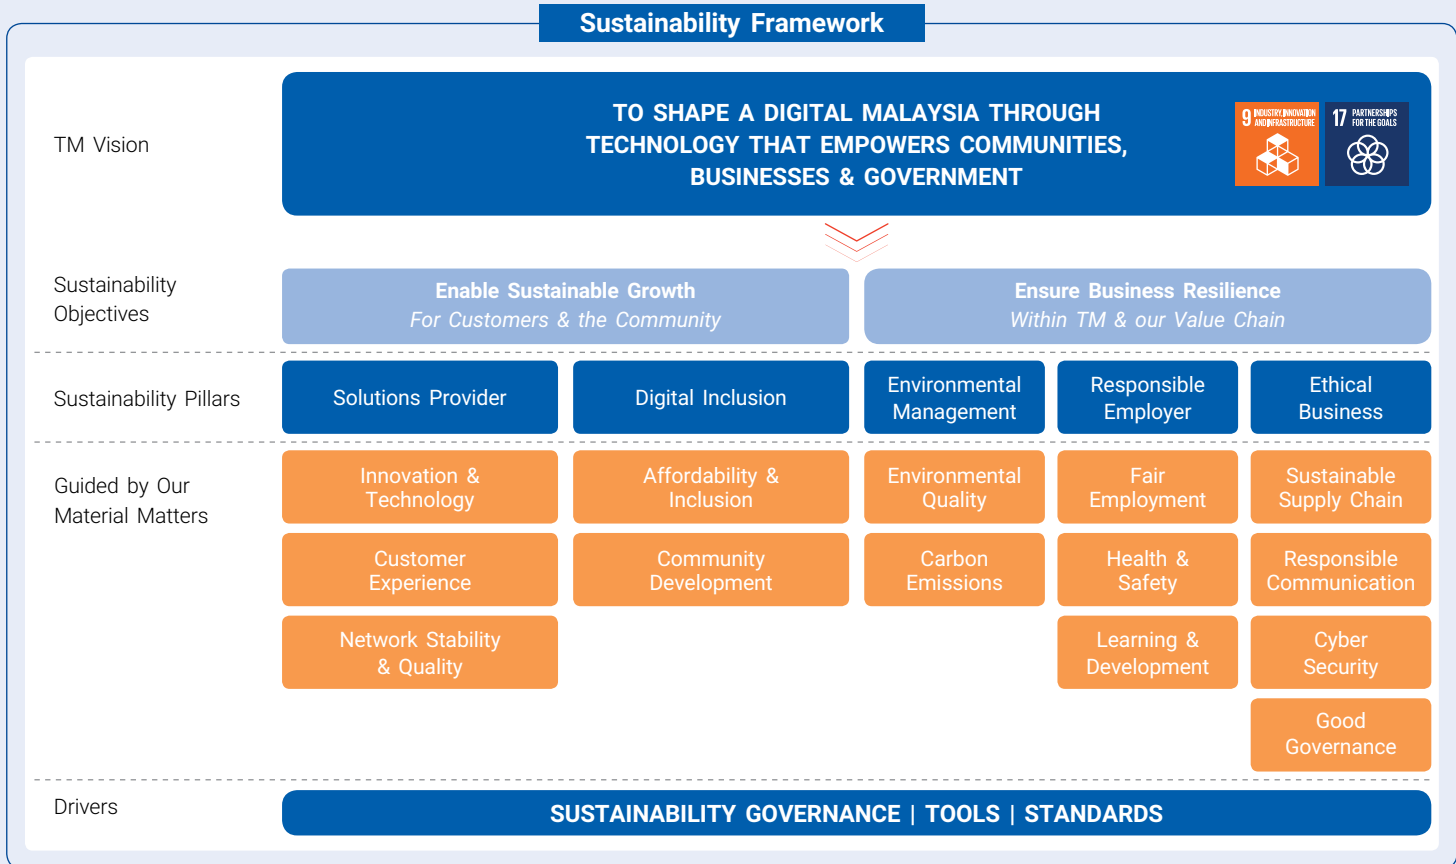 Sustainability Framework
TM Vision
TO SHAPE A DIGITAL MALAYSIA THROUGH
TECHNOLOGY THAT EMPOWERS COMMUNITIES,
BUSINESSES & GOVERNMENT
9 INDUSTRY, INNOVATION
AND INFRASTRUCTURE
17 PARTNERSHIPS
FOR THE GOALS
Sustainability
Objectives
Enable Sustainable Growth
For Customers & the Community
Ensure Business Resilience
Within TM & our Value Chain
Sustainability Pillars
Solutions Provider
Digital Inclusion
Environmental
Management
Responsible
Employer
Ethical
Business
Guided by Our
Material Matters
Innovation &
Technology
Affordability &
Inclusion
Environmental
Quality
Fair
Employment
Sustainable
Supply Chain
Customer
Experience
Community
Development
Carbon
Emissions
Health &
Safety
Responsible
Communication
Network Stability
& Quality
Learning &
Development
Cyber
Security
Good
Governance
Drivers
SUSTAINABILITY GOVERNANCE | TOOLS | STANDARDS